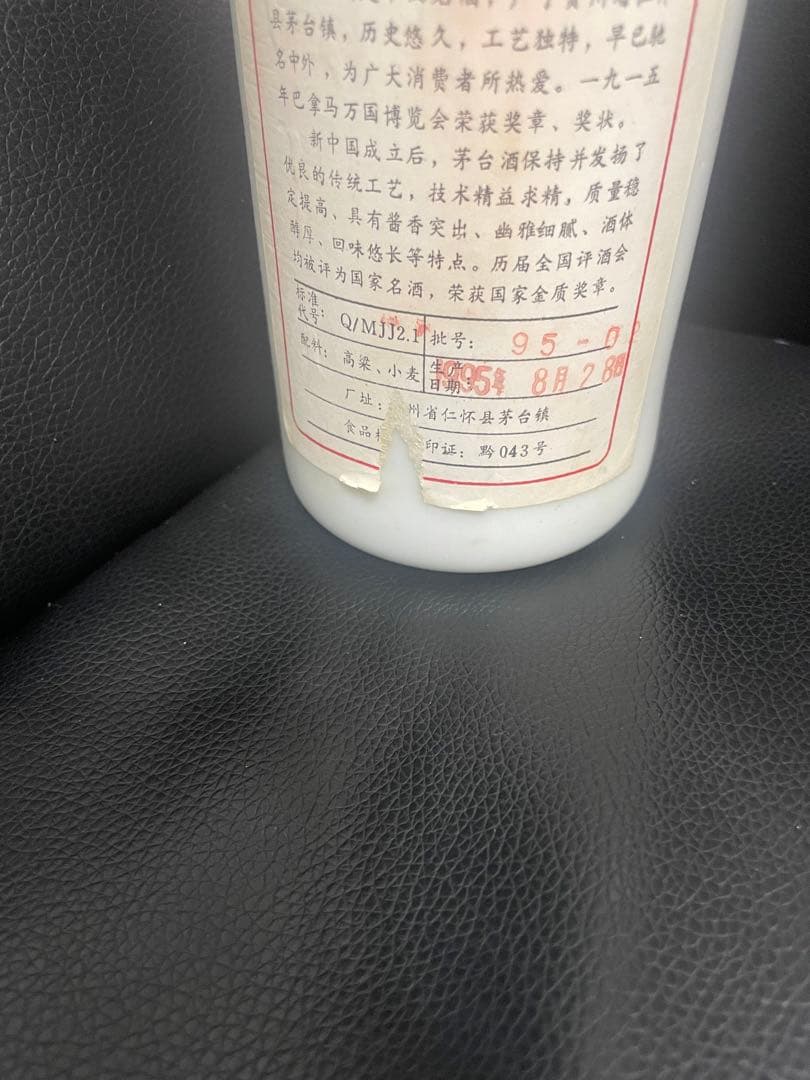 县茅台镇，历史悠久，工艺独特，早已驰
名中外，为广大消费者所热爱。一九一五
年巴拿马万国博览会荣获奖章、奖状。
新中国成立后，茅台酒保持并发扬了
优良的传统工艺，技术精益求精，质量稳
定提高、具有酱香突出、幽雅细腻、酒体
醇厚、回味悠长等特点。历届全国评酒会
均被评为国家名酒，荣获国家金质奖章。
标准代号：Q/MJJ2.1 批号：95-0
配料：高粱、小麦 生产日期：1995年 8月28日
厂址：州省仁怀县茅台镇
食品 印证：黔043号